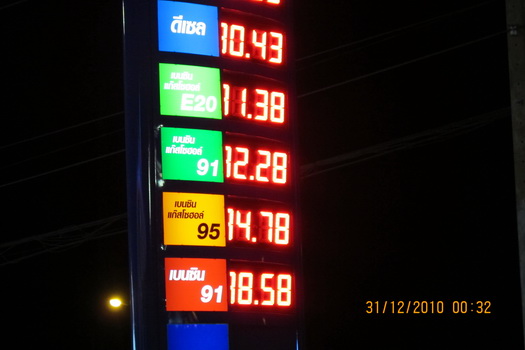 ดีเซล 10.43
เบนซิน
แก๊สโซฮอล์
E20 11.38
เบนซิน
แก๊สโซฮอล์
91 12.28
เบนซิน
แก๊สโซฮอล์
95 14.78
เบนซิน
91 18.58
31/12/2010 00:32